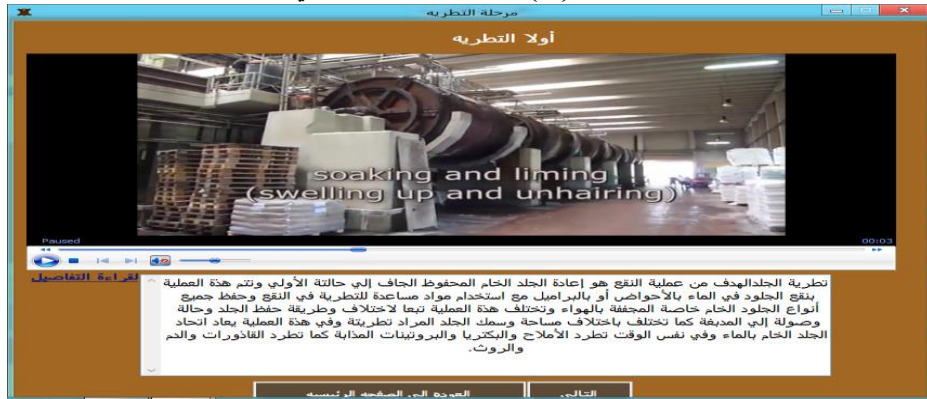 مرحلة التطريه
أولا التطريه
soaking and liming
(swelling up and unhairing)
Paused
00:03
لقراءة التفاصيل
تطرية الجلدالهدف من عملية النقع هو إعادة الجلد الخام المحفوظ الجاف إلي حالتة الأولي وتتم هذة العملية
بنقع الجلود في الماء بالأحواض أو بالبراميل مع استخدام مواد مساعدة للتطرية في النقع وحفظ جميع
أنواع الجلود الخام خاصة المجففة بالهواء وتختلف هذة العملية تبعا لاختلاف وطريقة حفظ الجلد وحالة
وصولة إلي المدبغة كما تختلف باختلاف مساحة وسمك الجلد المراد تطريتة وفي هذة العملية يعاد اتحاد
الجلد الخام بالماء وفي نفس الوقت تطرد الأملاح والبكتريا والبروتينات المذابة كما تطرد القاذورات والدم
والروث.
التالي
العوده الى الصفحه الرئيسيه